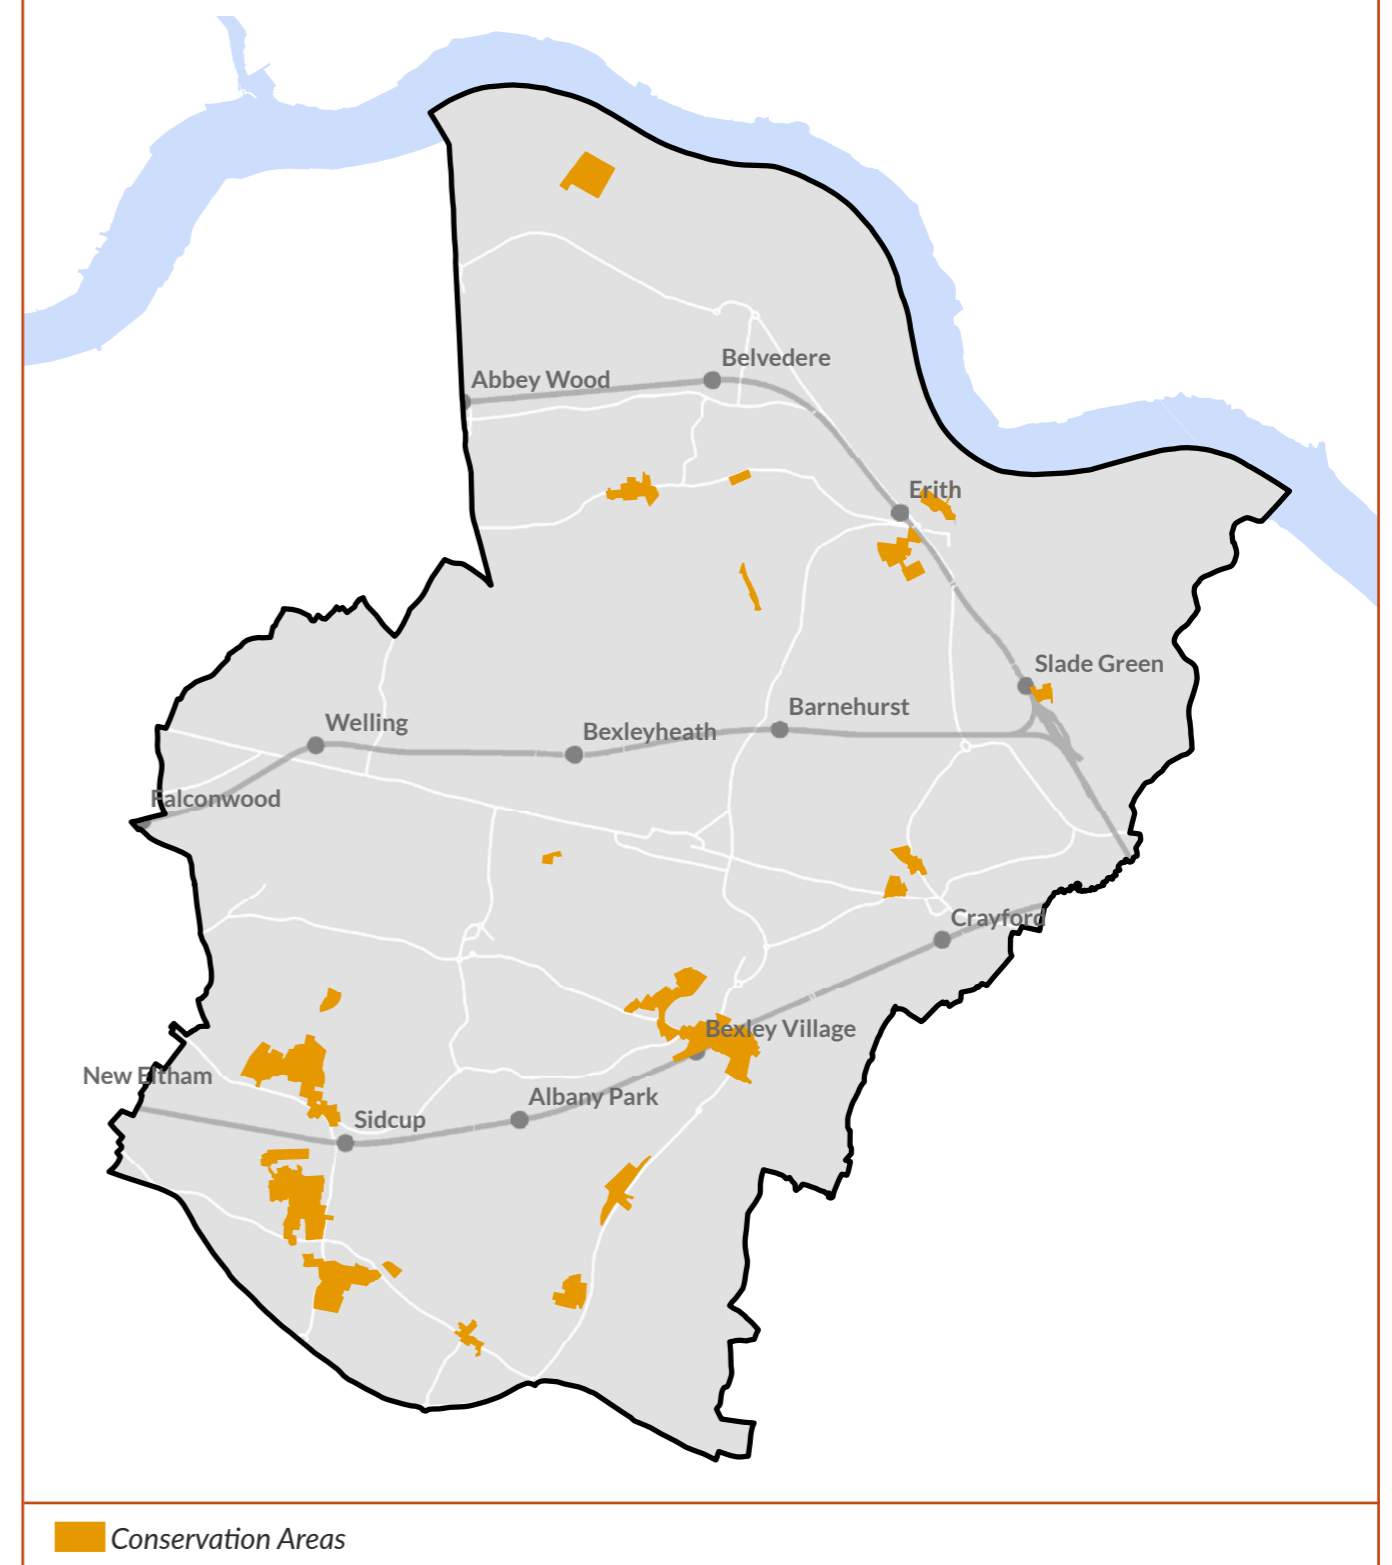 Belvedere
Abbey Wood
Erith
Slade Green
Barnehurst
Welling
Bexleyheath
Falconwood
Crayford
Bexley Village
New Eltham
Albany Park
Sidcup
Conservation Areas